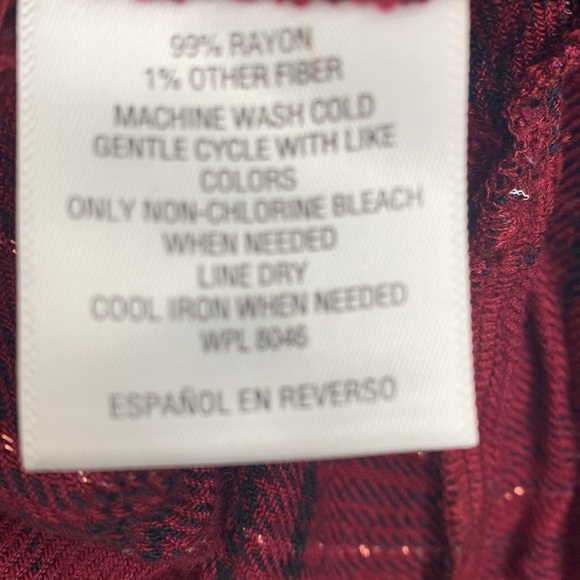 99% RAYON
1% OTHER FIBER
MACHINE WASH COLD
GENTLE CYCLE WITH LIKE
COLORS
ONLY NON-CHLORINE BLEACH
WHEN NEEDED
LINE DRY
COOL IRON WHEN NEEDED
WPL 8046
ESPAÑOL EN REVERSO